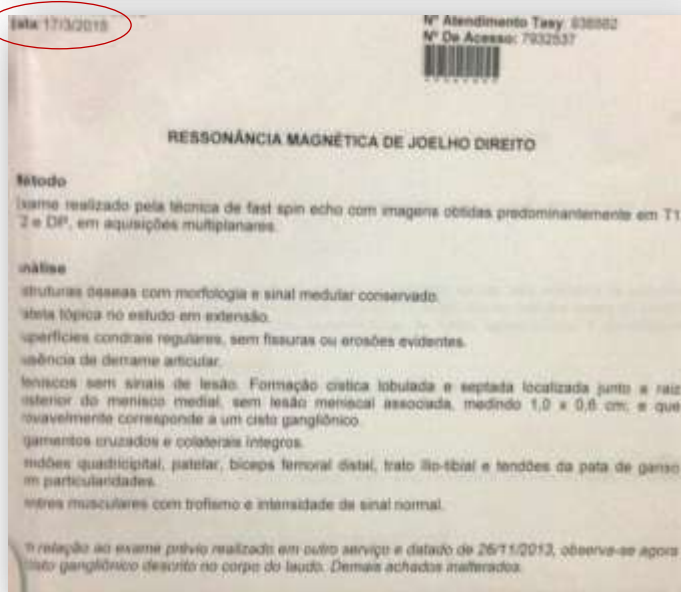 Data: 17/3/2015
Nº Atendimento Tasy: 838882
Nº De Acesso: 7932537
RESSONÂNCIA MAGNÉTICA DE JOELHO DIREITO
Método
xame realizado pela técnica de fast spin echo com imagens obtidas predominantemente em T1
2 e DP, em aquisições multiplanares.
nálise
struturas ósseas com morfologia e sinal medular conservado.
atela tópica no estudo em extensão.
uperfícies condrais regulares, sem fissuras ou erosões evidentes.
usência de derrame articular.
eniscos sem sinais de lesão. Formação cística lobulada e septada localizada junto a raiz
osterior do menisco medial, sem lesão meniscal associada, medindo 1,0 x 0,6 cm, e que
rovavelmente corresponde a um cisto gangliônico.
gamentos cruzados e colaterais íntegros.
endões quadricipital, patelar, bíceps femoral distal, trato ílio-tibial e tendões da pata de ganso
m particularidades.
entres musculares com trofismo e intensidade de sinal normal.
m relação ao exame prévio realizado em outro serviço e datado de 26/11/2013, observa-se agora
cisto gangliônico descrito no corpo do laudo. Demais achados inalterados.